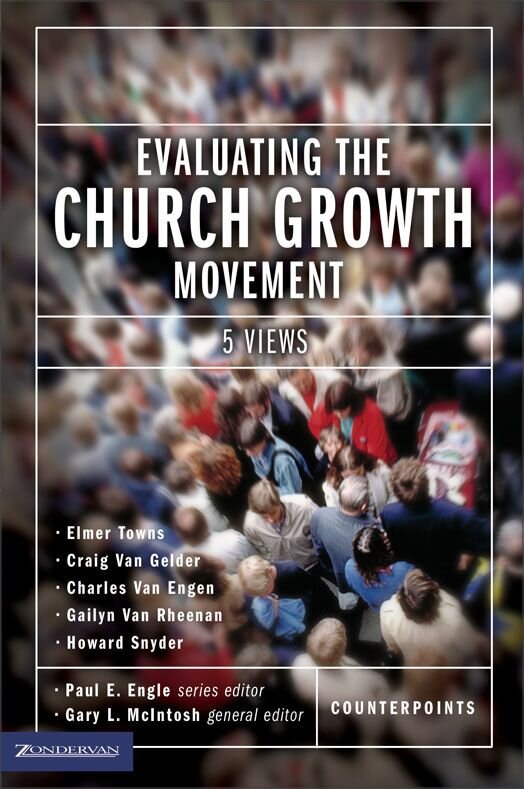 EVALUATING THE
CHURCH GROWTH
MOVEMENT
5 VIEWS
· Elmer Towns
· Craig Van Gelder
· Charles Van Engen
· Gailyn Van Rheenan
· Howard Snyder
· Paul E. Engle series editor
· Gary L. McIntosh general editor
COUNTERPOINTS
ZONDERVAN